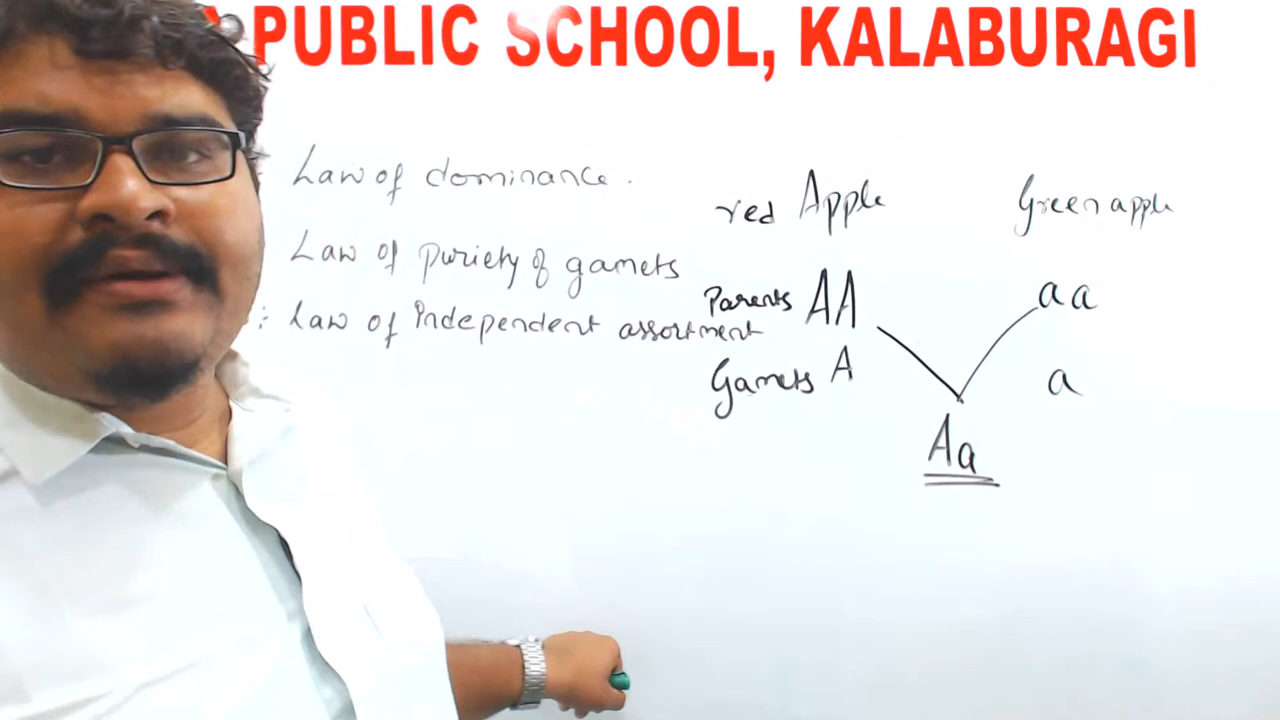 PUBLIC SCHOOL, KALABURAGI
Law of dominance.
Law of puriety of gamets
: Law of Independent assortment
red Apple Green apple
Parents AA aa
Gamets A a
Aa